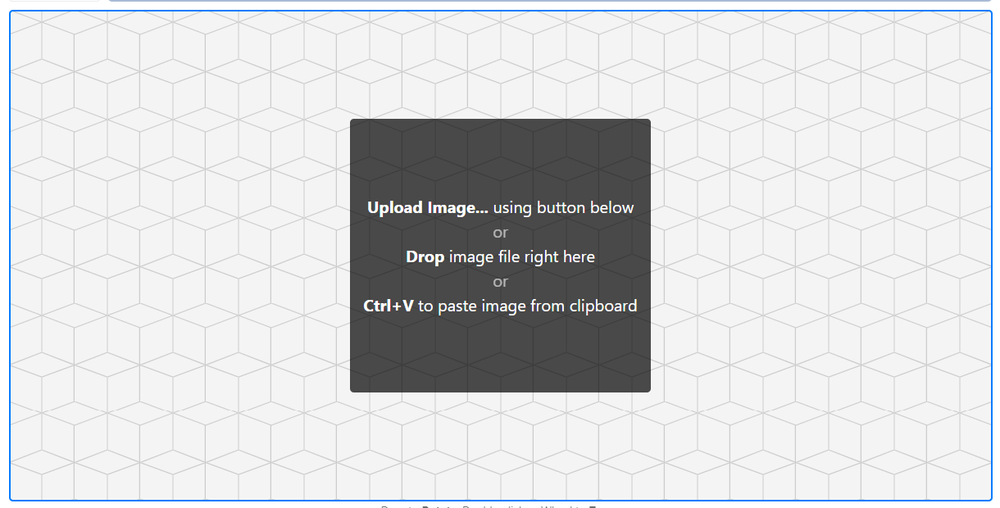 Upload Image... using button below
or
Drop image file right here
or
Ctrl+V to paste image from clipboard